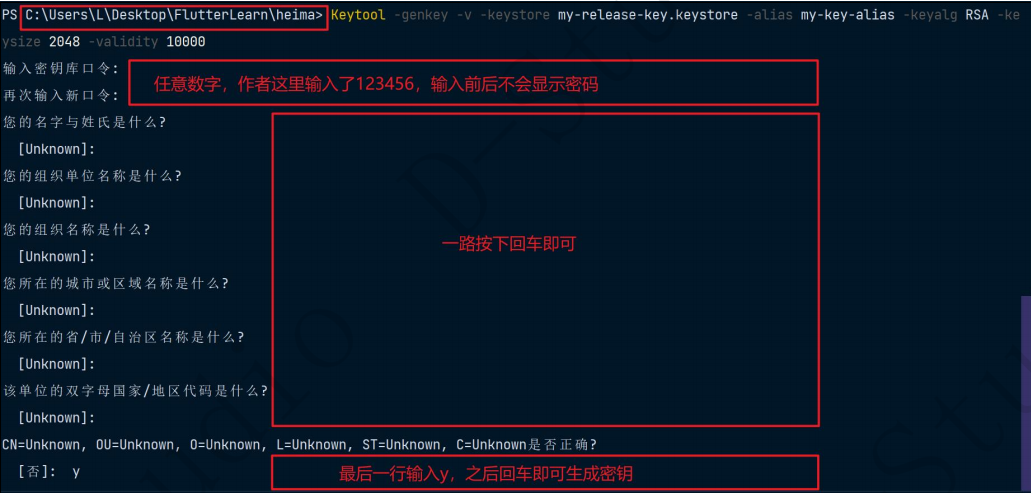 PS C:\Users\L\Desktop\FlutterLearn\heima> Keytool -genkey -v -keystore my-release-key.keystore -alias my-key-alias -keyalg RSA -ke
ysize 2048 -validity 10000
输入密钥库口令:
任意数字，作者这里输入了123456，输入前后不会显示密码
再次输入新口令:
您的名字与姓氏是什么?
[Unknown]:
您的组织单位名称是什么?
[Unknown]:
您的组织名称是什么?
一路按下回车即可
[Unknown]:
您所在的城市或区域名称是什么?
[Unknown]:
您所在的省/市/自治区名称是什么?
[Unknown]:
该单位的双字母国家/地区代码是什么?
[Unknown]:
CN=Unknown, OU=Unknown, O=Unknown, L=Unknown, ST=Unknown, C=Unknown是否正确?
[否]: y
最后一行输入y，之后回车即可生成密钥